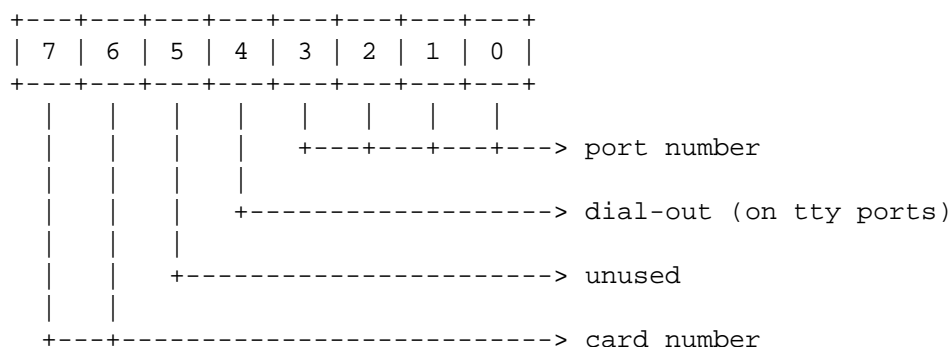 +---+---+---+---+---+---+---+---+
| 7 | 6 | 5 | 4 | 3 | 2 | 1 | 0 |
+---+---+---+---+---+---+---+---+
  |   |   |   |   |   |   |   |
  |   |   |   |   +---+---+---+---> port number
  |   |   |   |
  |   |   |   +-------------------> dial-out (on tty ports)
  |   |   |
  |   |   +-----------------------> unused
  |   |
  +---+---------------------------> card number